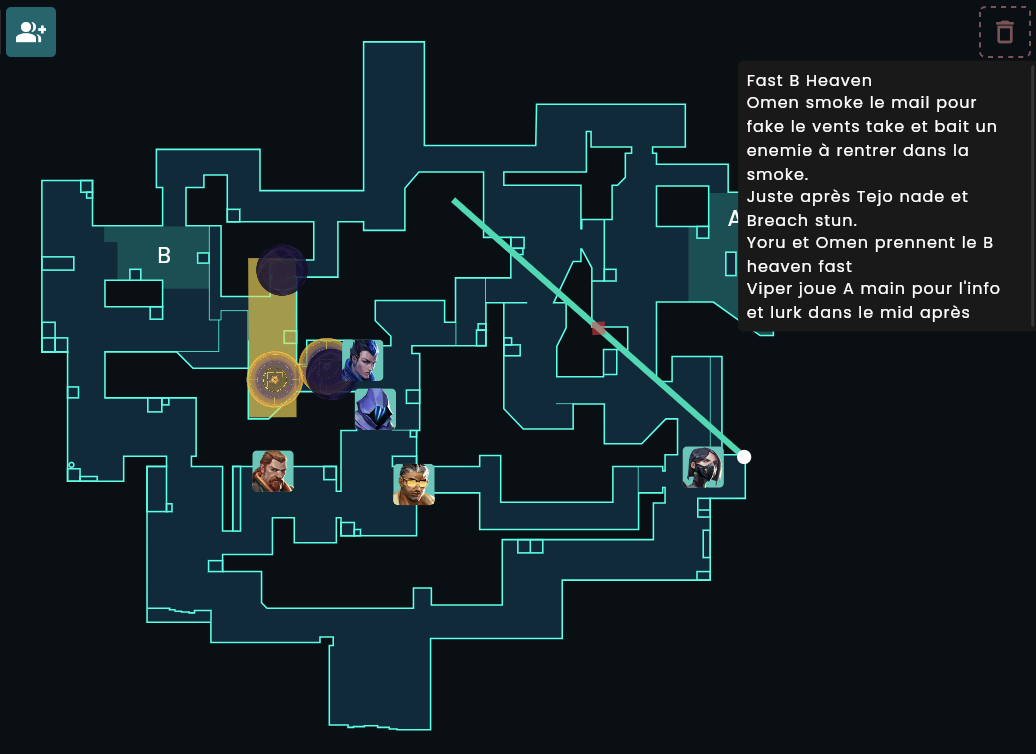 Fast B Heaven
Omen smoke le mail pour
fake le vents take et bait un
enemie à rentrer dans la
smoke.
Juste après Tejo nade et
Breach stun.
Yoru et Omen prennent le B
heaven fast
Viper joue A main pour l'info
et lurk dans le mid après
A
B